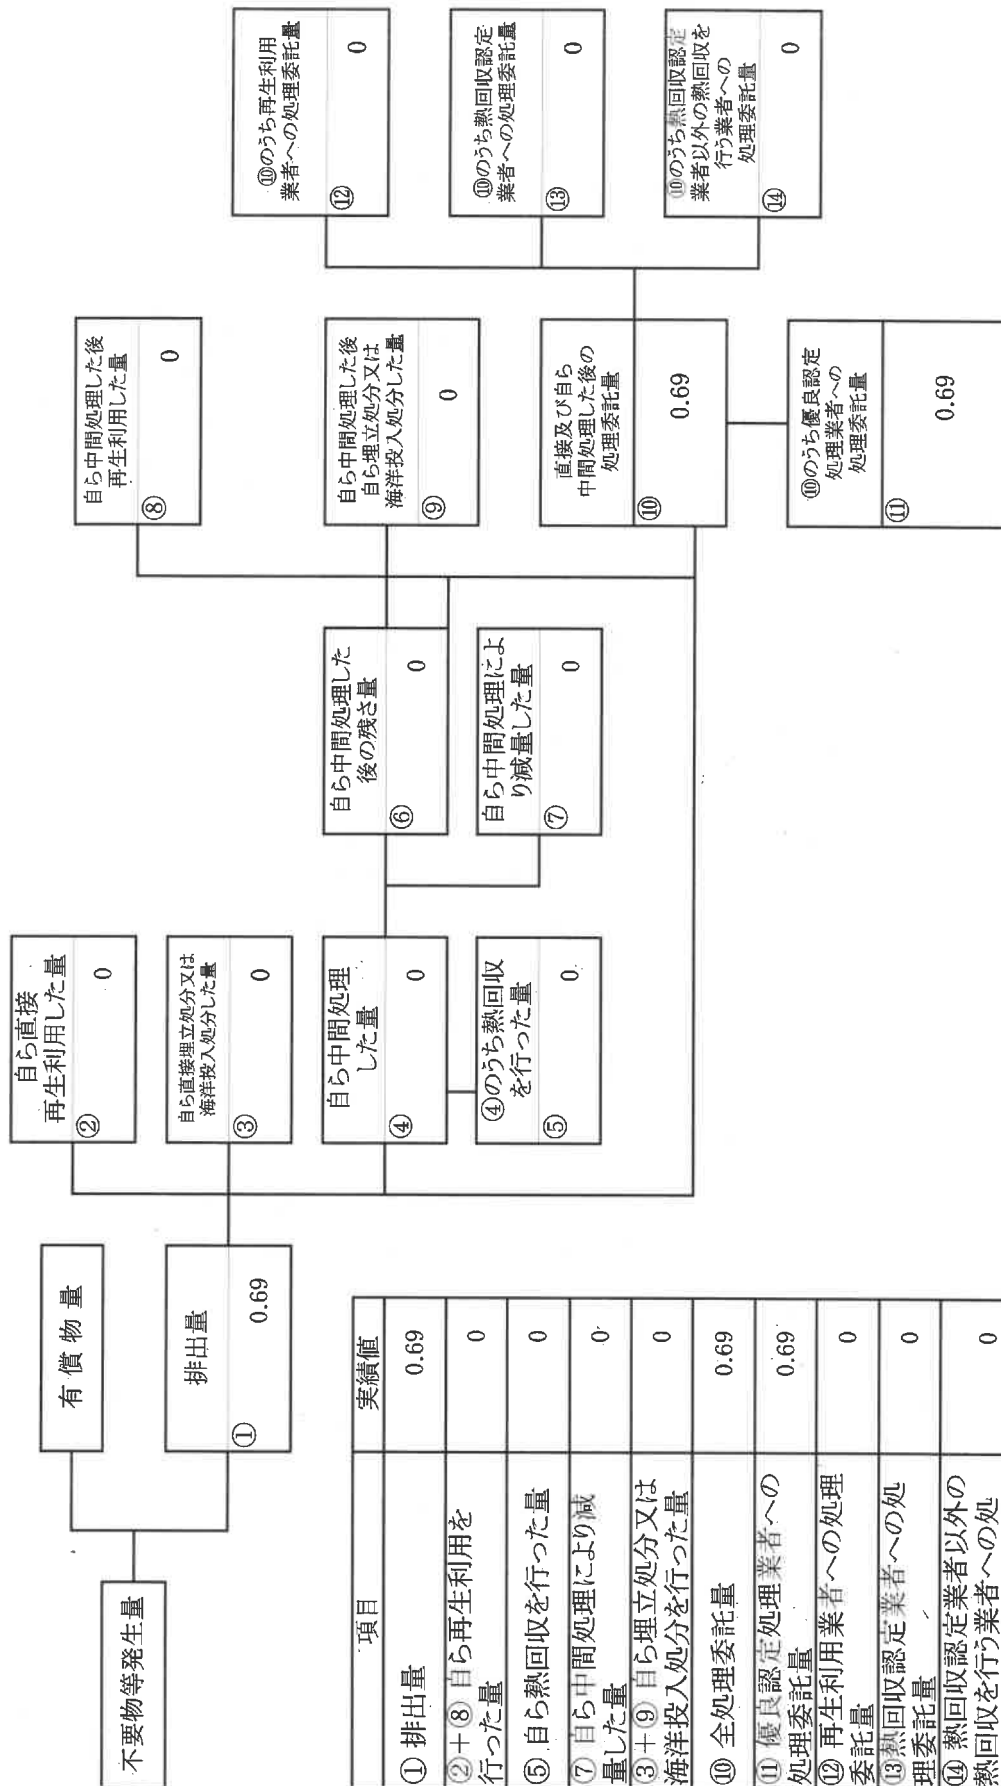 不要物等発生量
有償物量
排出量
①
0.69
自ら直接
再生利用した量
②
0
自ら直接埋立処分又は
海洋投入処分した量
③
0
自ら中間処理
した量
④
0
④のうち熱回収
を行った量
⑤
0
自ら中間処理した
後の残さ量
⑥
0
自ら中間処理によ
り減量した量
⑦
0
自ら中間処理した後
再生利用した量
⑧
0
自ら中間処理した後
自ら埋立処分又は
海洋投入処分した量
⑨
0
直接及び自ら
中間処理した後の
処理委託量
⑩
0.69
⑩のうち優良認定
処理業者への
処理委託量
⑪
0.69
⑩のうち再生利用
業者への処理委託量
⑫
0
⑩のうち熱回収認定
業者への処理委託量
⑬
0
⑩のうち熱回収認定
業者以外の熱回収を
行う業者への
処理委託量
⑭
0
項目 実績値
① 排出量 0.69
②+⑧ 自ら再生利用を
行った量 0
⑤ 自ら熱回収を行った量 0
⑦ 自ら中間処理により減
量した量 0
③+⑨ 自ら埋立処分又は
海洋投入処分を行った量 0
⑩ 全処理委託量 0.69
⑪ 優良認定処理業者への
処理委託量 0.69
⑫ 再生利用業者への処理
委託量 0
⑬熱回収認定業者への処
理委託量 0
⑭ 熱回収認定業者以外の
熱回収を行う業者への処 0